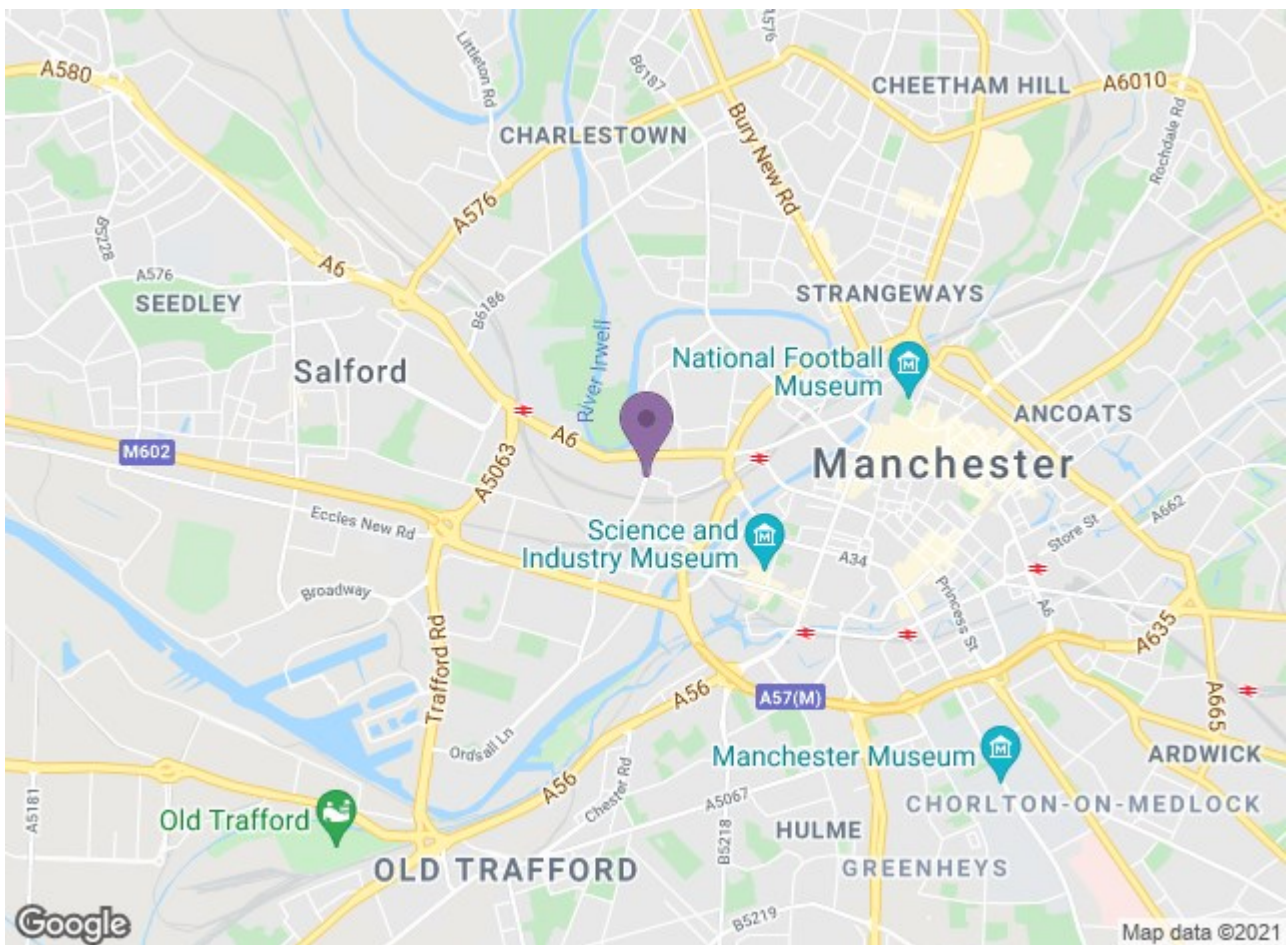 A580
Littleton Rd
A576
B6187
CHEETHAM HILL
A6010
CHARLESTOWN
Bury New Rd
Rochdale Rd
A576
B5228
A6
A576
SEEDLEY
B6186
STRANGEWAYS
River Irwell
National Football
Museum
Salford
ANCOATS
A6
M602
A5063
Manchester
Eccles New Rd
Science and
Industry Museum
A34
Store St
A662
Broadway
Princess St
A6
A635
Trafford Rd
A56
A57(M)
A665
Ordsall Ln
Manchester Museum
ARDWICK
A56
Chester Rd
A5067
CHORLTON-ON-MEDLOCK
A5181
Old Trafford
B5218
HULME
OLD TRAFFORD
GREENHEYS
B5219
Google
Map data ©2021